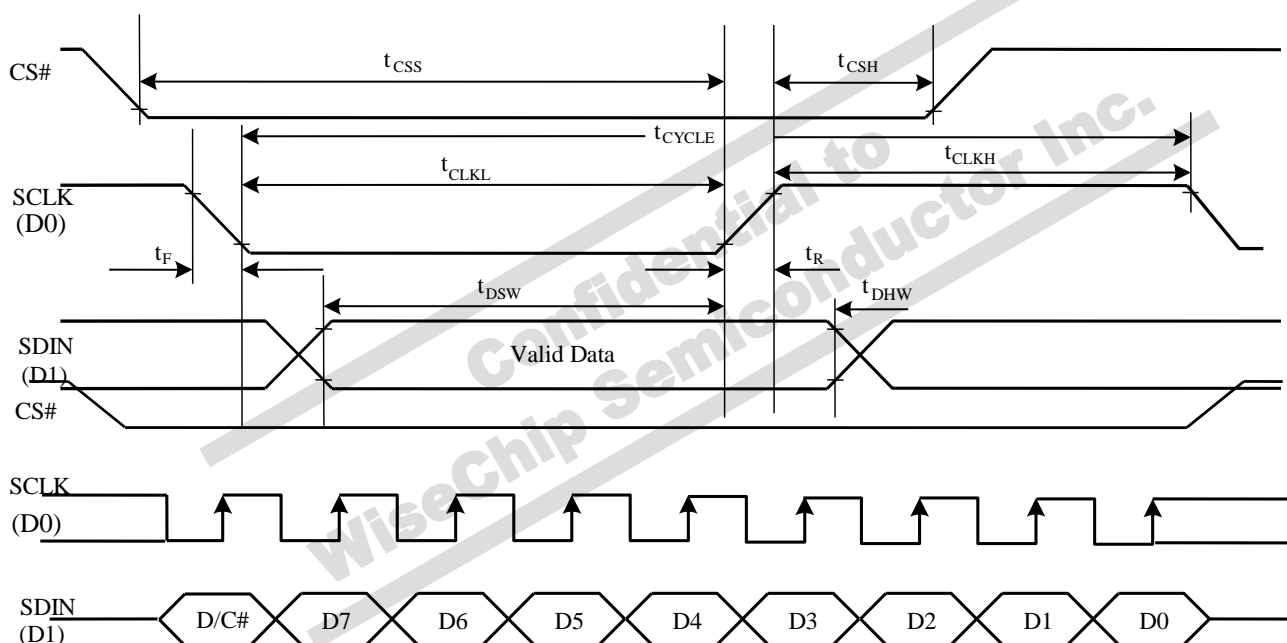 CS#
tCSS
tCSH
tCYCLE
tCLKL
tCLKH
SCLK
(D0)
tF
tR
tDSW
tDHW
SDIN
(D1)
Valid Data
CS#
SCLK
(D0)
SDIN
(D1)
D/C# D7 D6 D5 D4 D3 D2 D1 D0
Confidential to
WiseChip Semiconductor Inc.